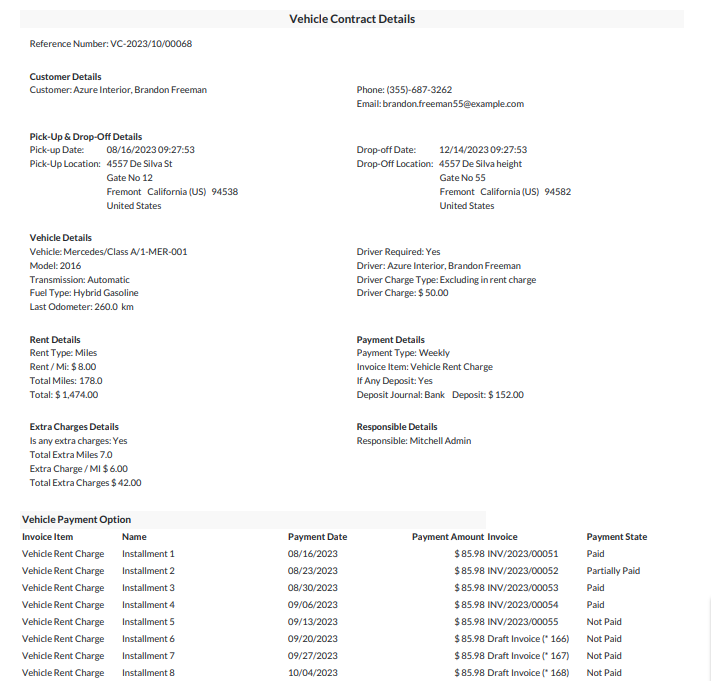 Vehicle Contract Details
Reference Number: VC-2023/10/00068
Customer Details
Customer: Azure Interior, Brandon Freeman
Phone: (355)-687-3262
Email: brandon.freeman55@example.com
Pick-Up & Drop-Off Details
Pick-up Date: 08/16/2023 09:27:53
Pick-Up Location: 4557 De Silva St
Gate No 12
Fremont California (US) 94538
United States
Drop-off Date: 12/14/2023 09:27:53
Drop-Off Location: 4557 De Silva height
Gate No 55
Fremont California (US) 94582
United States
Vehicle Details
Vehicle: Mercedes/Class A/1-MER-001
Model: 2016
Transmission: Automatic
Fuel Type: Hybrid Gasoline
Last Odometer: 260.0 km
Driver Required: Yes
Driver: Azure Interior, Brandon Freeman
Driver Charge Type: Excluding in rent charge
Driver Charge: $ 50.00
Rent Details
Rent Type: Miles
Rent / Mi: $ 8.00
Total Miles: 178.0
Total: $ 1,474.00
Payment Details
Payment Type: Weekly
Invoice Item: Vehicle Rent Charge
If Any Deposit: Yes
Deposit Journal: Bank Deposit: $ 152.00
Extra Charges Details
Is any extra charges: Yes
Total Extra Miles 7.0
Extra Charge / MI $ 6.00
Total Extra Charges $ 42.00
Responsible Details
Responsible: Mitchell Admin
Vehicle Payment Option
Invoice Item Name Payment Date Payment Amount Invoice Payment State
Vehicle Rent Charge Installment 1 08/16/2023 $ 85.98 INV/2023/00051 Paid
Vehicle Rent Charge Installment 2 08/23/2023 $ 85.98 INV/2023/00052 Partially Paid
Vehicle Rent Charge Installment 3 08/30/2023 $ 85.98 INV/2023/00053 Paid
Vehicle Rent Charge Installment 4 09/06/2023 $ 85.98 INV/2023/00054 Paid
Vehicle Rent Charge Installment 5 09/13/2023 $ 85.98 INV/2023/00055 Not Paid
Vehicle Rent Charge Installment 6 09/20/2023 $ 85.98 Draft Invoice (* 166) Not Paid
Vehicle Rent Charge Installment 7 09/27/2023 $ 85.98 Draft Invoice (* 167) Not Paid
Vehicle Rent Charge Installment 8 10/04/2023 $ 85.98 Draft Invoice (* 168) Not Paid